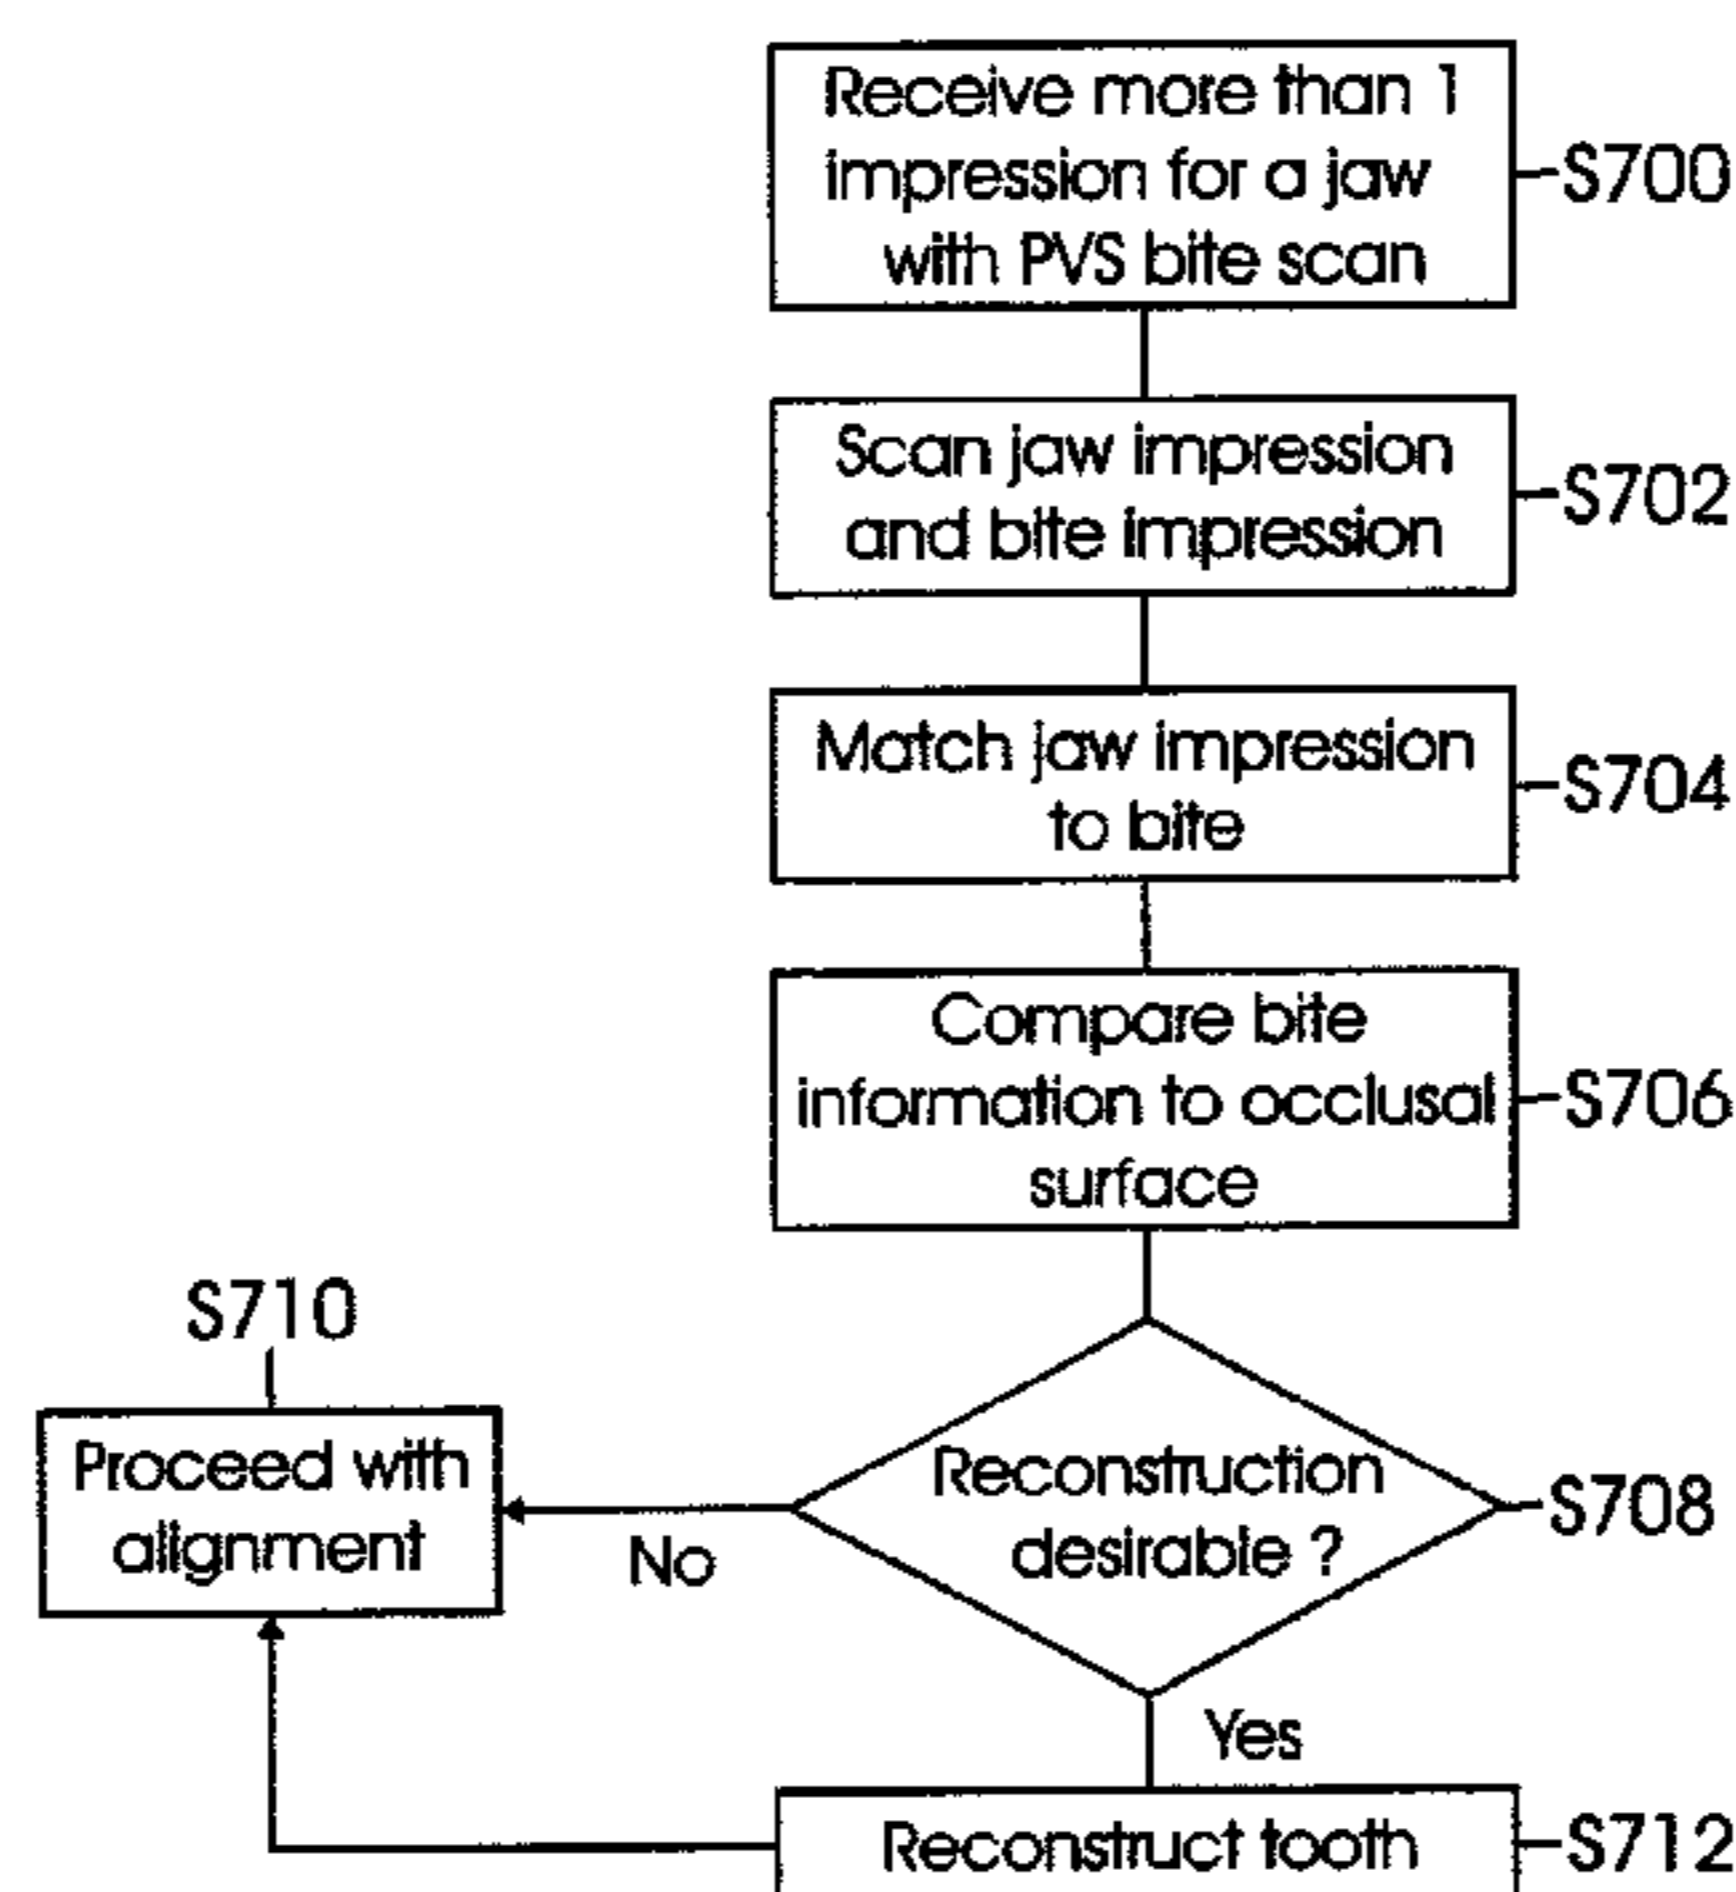 Receive more than 1
impression for a jaw
with PVS bite scan
S700
Scan jaw impression
and bite impression
S702
Match jaw impression
to bite
S704
Compare bite
information to occlusal
surface
S706
S710
Proceed with
alignment
No
Reconstruction
desirable ?
S708
Yes
Reconstruct tooth
S712